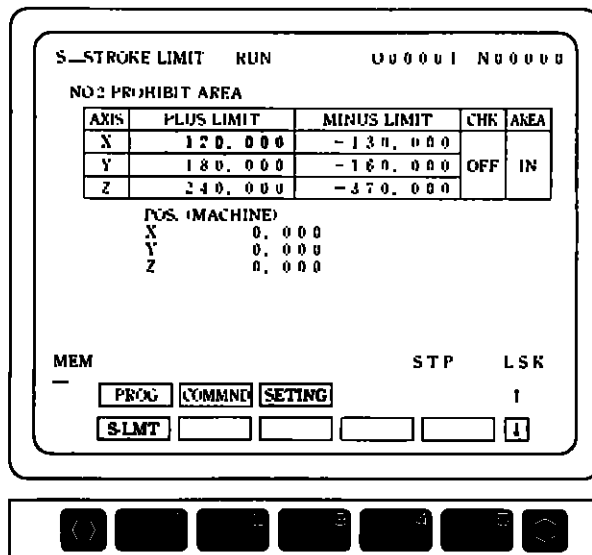 S_STROKE LIMIT RUN O00001 N00000
NO2 PROHIBIT AREA
AXIS PLUS LIMIT MINUS LIMIT CHK AREA
X 120.000 -130.000
Y 180.000 -160.000 OFF IN
Z 240.000 -370.000
POS. (MACHINE)
X 0.000
Y 0.000
Z 0.000
MEM STP LSK
PROG COMMND SETING ↑
S-LMT ↓